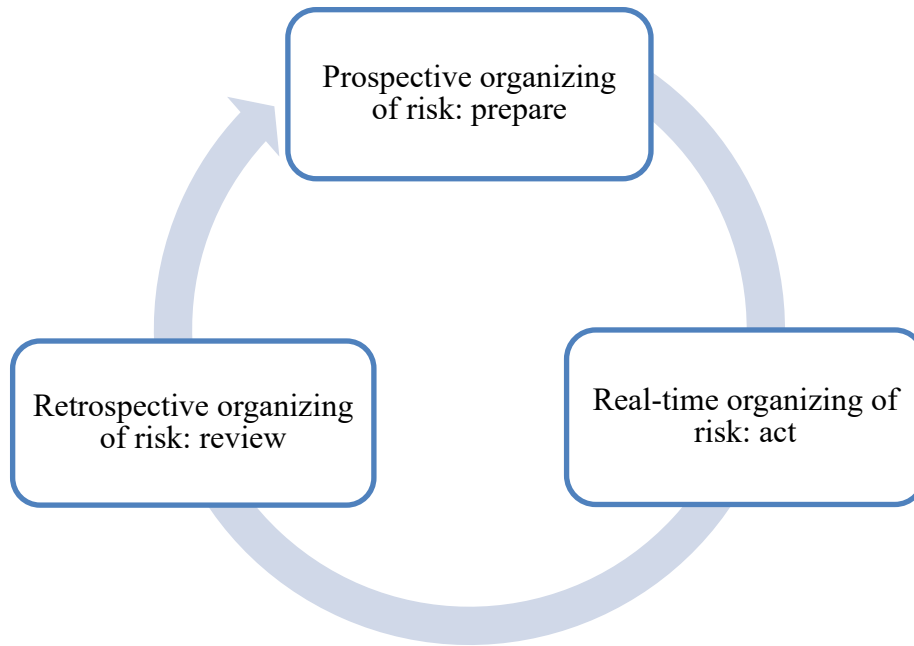 Prospective organizing
of risk: prepare
Real-time organizing of
risk: act
Retrospective organizing
of risk: review